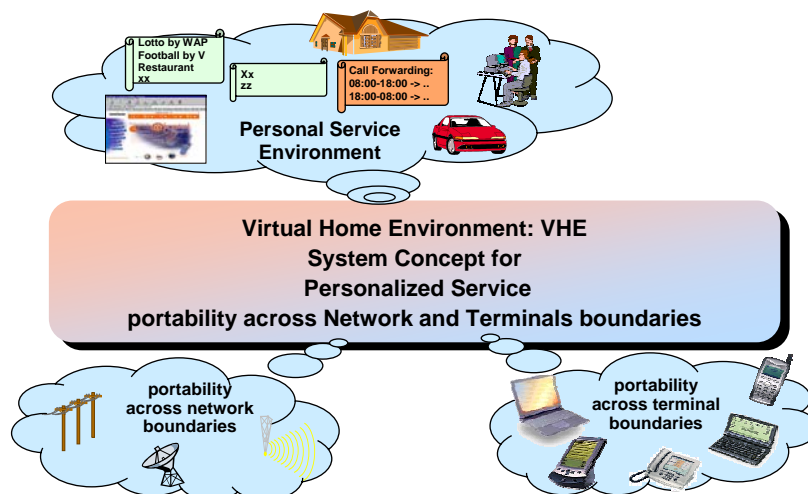 Lotto by WAP
Football by V
Restaurant
xx
Xx
zz
Call Forwarding:
08:00-18:00 -> ..
18:00-08:00 -> ..
Personal Service
Environment
Virtual Home Environment: VHE
System Concept for
Personalized Service
portability across Network and Terminals boundaries
portability
across network
boundaries
portability
across terminal
boundaries